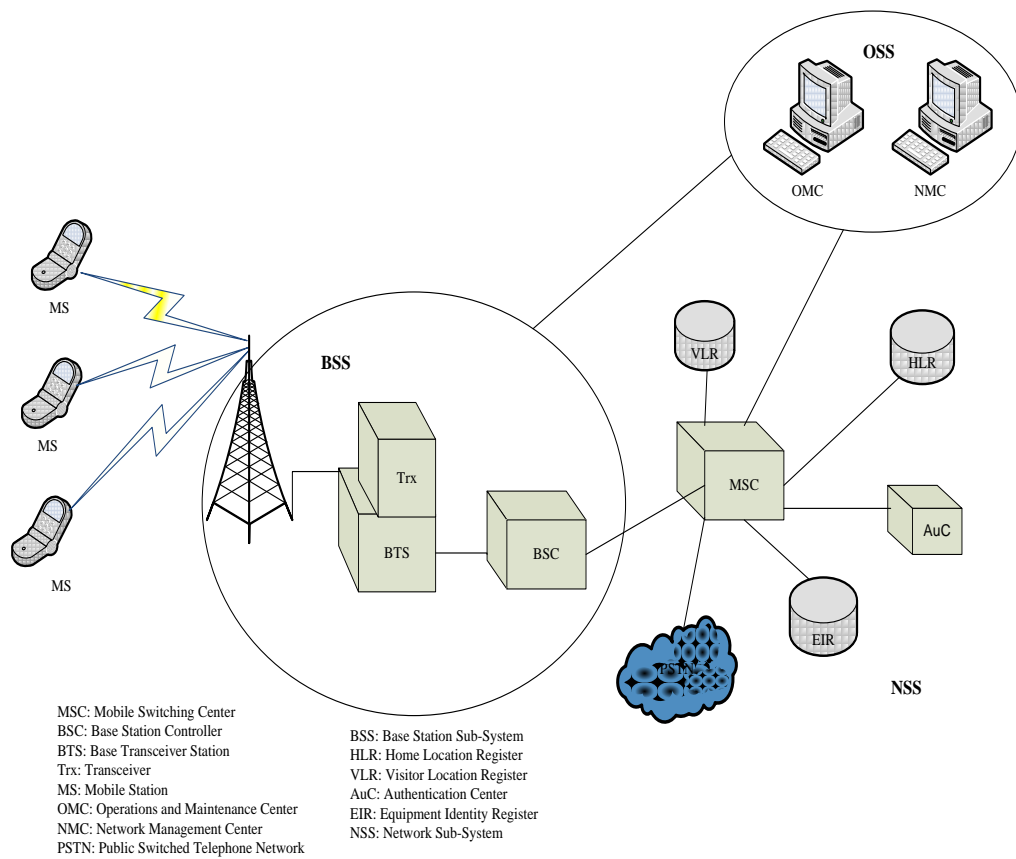 OSS
OMC
NMC
MS
VLR
HLR
BSS
MS
Trx
MSC
AuC
BTS
BSC
MS
EIR
PSTN
NSS
MSC: Mobile Switching Center
BSC: Base Station Controller
BTS: Base Transceiver Station
Trx: Transceiver
MS: Mobile Station
OMC: Operations and Maintenance Center
NMC: Network Management Center
PSTN: Public Switched Telephone Network
BSS: Base Station Sub-System
HLR: Home Location Register
VLR: Visitor Location Register
AuC: Authentication Center
EIR: Equipment Identity Register
NSS: Network Sub-System